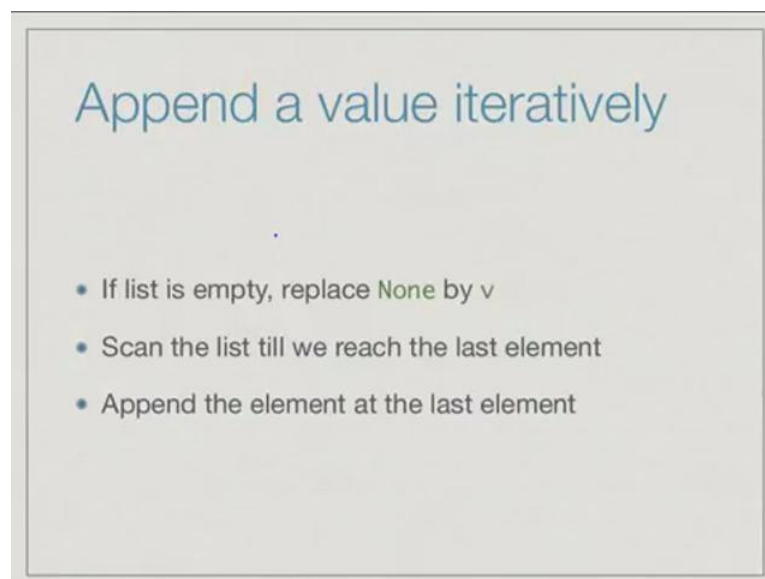 Append a value iteratively
• If list is empty, replace None by v
• Scan the list till we reach the last element
• Append the element at the last element